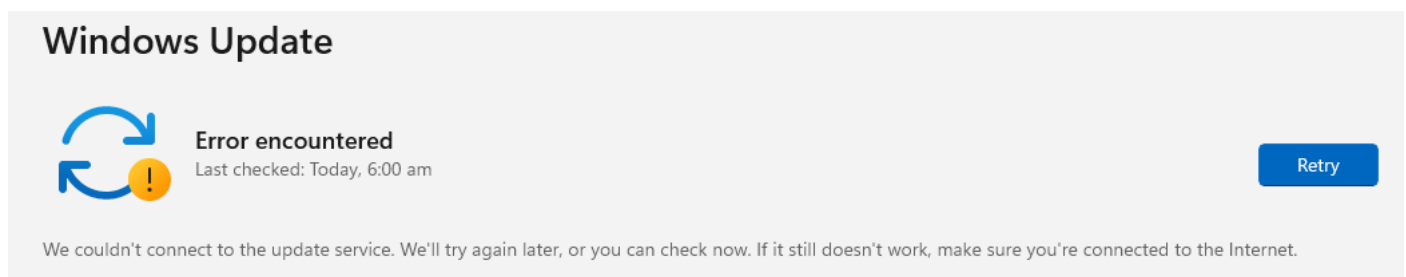 Windows Update
Error encountered
Last checked: Today, 6:00 am
Retry
We couldn't connect to the update service. We'll try again later, or you can check now. If it still doesn't work, make sure you're connected to the Internet.